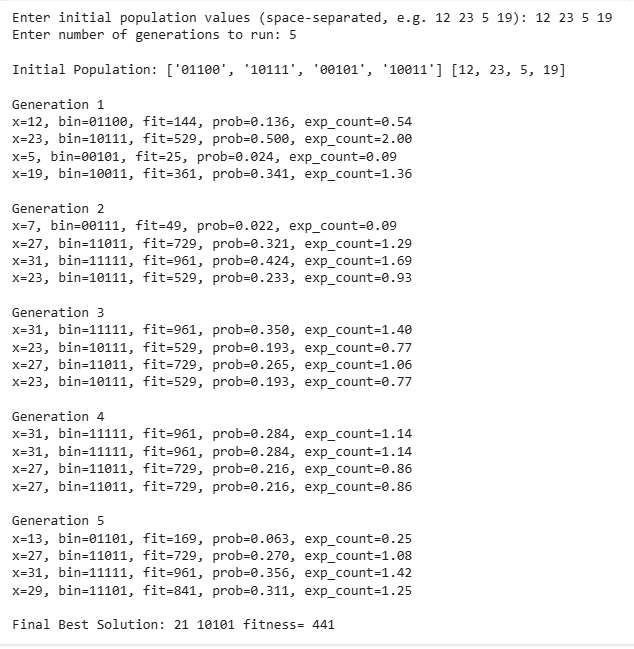 Enter initial population values (space-separated, e.g. 12 23 5 19): 12 23 5 19
Enter number of generations to run: 5
Initial Population: ['01100', '10111', '00101', '10011'] [12, 23, 5, 19]
Generation 1
x=12, bin=01100, fit=144, prob=0.136, exp_count=0.54
x=23, bin=10111, fit=529, prob=0.500, exp_count=2.00
x=5, bin=00101, fit=25, prob=0.024, exp_count=0.09
x=19, bin=10011, fit=361, prob=0.341, exp_count=1.36
Generation 2
x=7, bin=00111, fit=49, prob=0.022, exp_count=0.09
x=27, bin=11011, fit=729, prob=0.321, exp_count=1.29
x=31, bin=11111, fit=961, prob=0.424, exp_count=1.69
x=23, bin=10111, fit=529, prob=0.233, exp_count=0.93
Generation 3
x=31, bin=11111, fit=961, prob=0.350, exp_count=1.40
x=23, bin=10111, fit=529, prob=0.193, exp_count=0.77
x=27, bin=11011, fit=729, prob=0.265, exp_count=1.06
x=23, bin=10111, fit=529, prob=0.193, exp_count=0.77
Generation 4
x=31, bin=11111, fit=961, prob=0.284, exp_count=1.14
x=31, bin=11111, fit=961, prob=0.284, exp_count=1.14
x=27, bin=11011, fit=729, prob=0.216, exp_count=0.86
x=27, bin=11011, fit=729, prob=0.216, exp_count=0.86
Generation 5
x=13, bin=01101, fit=169, prob=0.063, exp_count=0.25
x=27, bin=11011, fit=729, prob=0.270, exp_count=1.08
x=31, bin=11111, fit=961, prob=0.356, exp_count=1.42
x=29, bin=11101, fit=841, prob=0.311, exp_count=1.25
Final Best Solution: 21 10101 fitness= 441